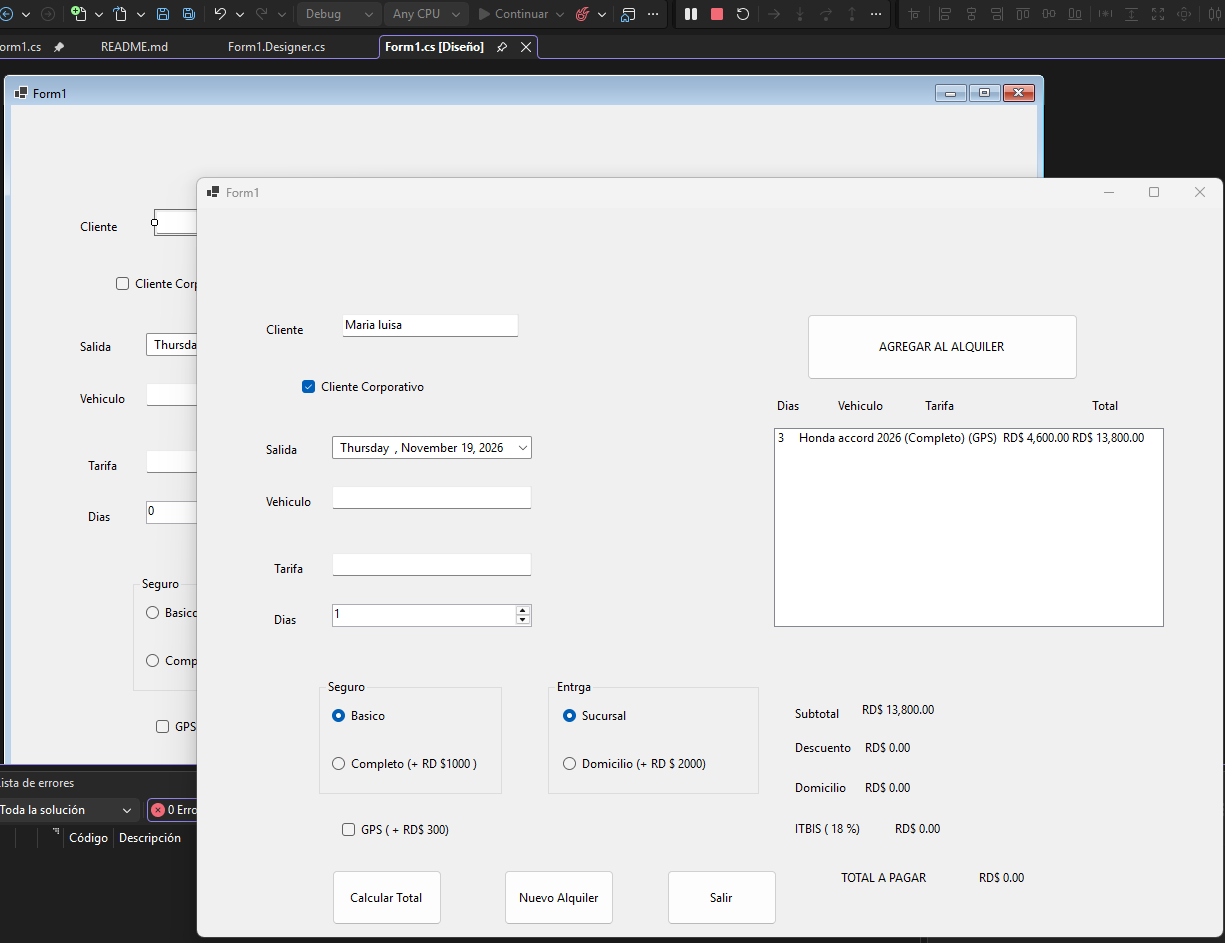 Debug
Any CPU
Continuar
orm1.cs
README.md
Form1.Designer.cs
Form1.cs [Diseño]
Form1
Cliente
Cliente Corp
Salida
Thursda
Vehiculo
Tarifa
Dias
0
Seguro
Basico
Comp
GPS
ista de errores
Toda la solución
0 Erro
Código
Descripción
Form1
Cliente
Maria luisa
Cliente Corporativo
Salida
Thursday , November 19, 2026
Vehiculo
Tarifa
Dias
1
Seguro
Basico
Completo (+ RD $1000 )
Entrga
Sucursal
Domicilio (+ RD $ 2000)
GPS ( + RD$ 300)
Calcular Total
Nuevo Alquiler
Salir
AGREGAR AL ALQUILER
Dias Vehiculo Tarifa Total
3 Honda accord 2026 (Completo) (GPS) RD$ 4,600.00 RD$ 13,800.00
Subtotal RD$ 13,800.00
Descuento RD$ 0.00
Domicilio RD$ 0.00
ITBIS ( 18 %) RD$ 0.00
TOTAL A PAGAR RD$ 0.00